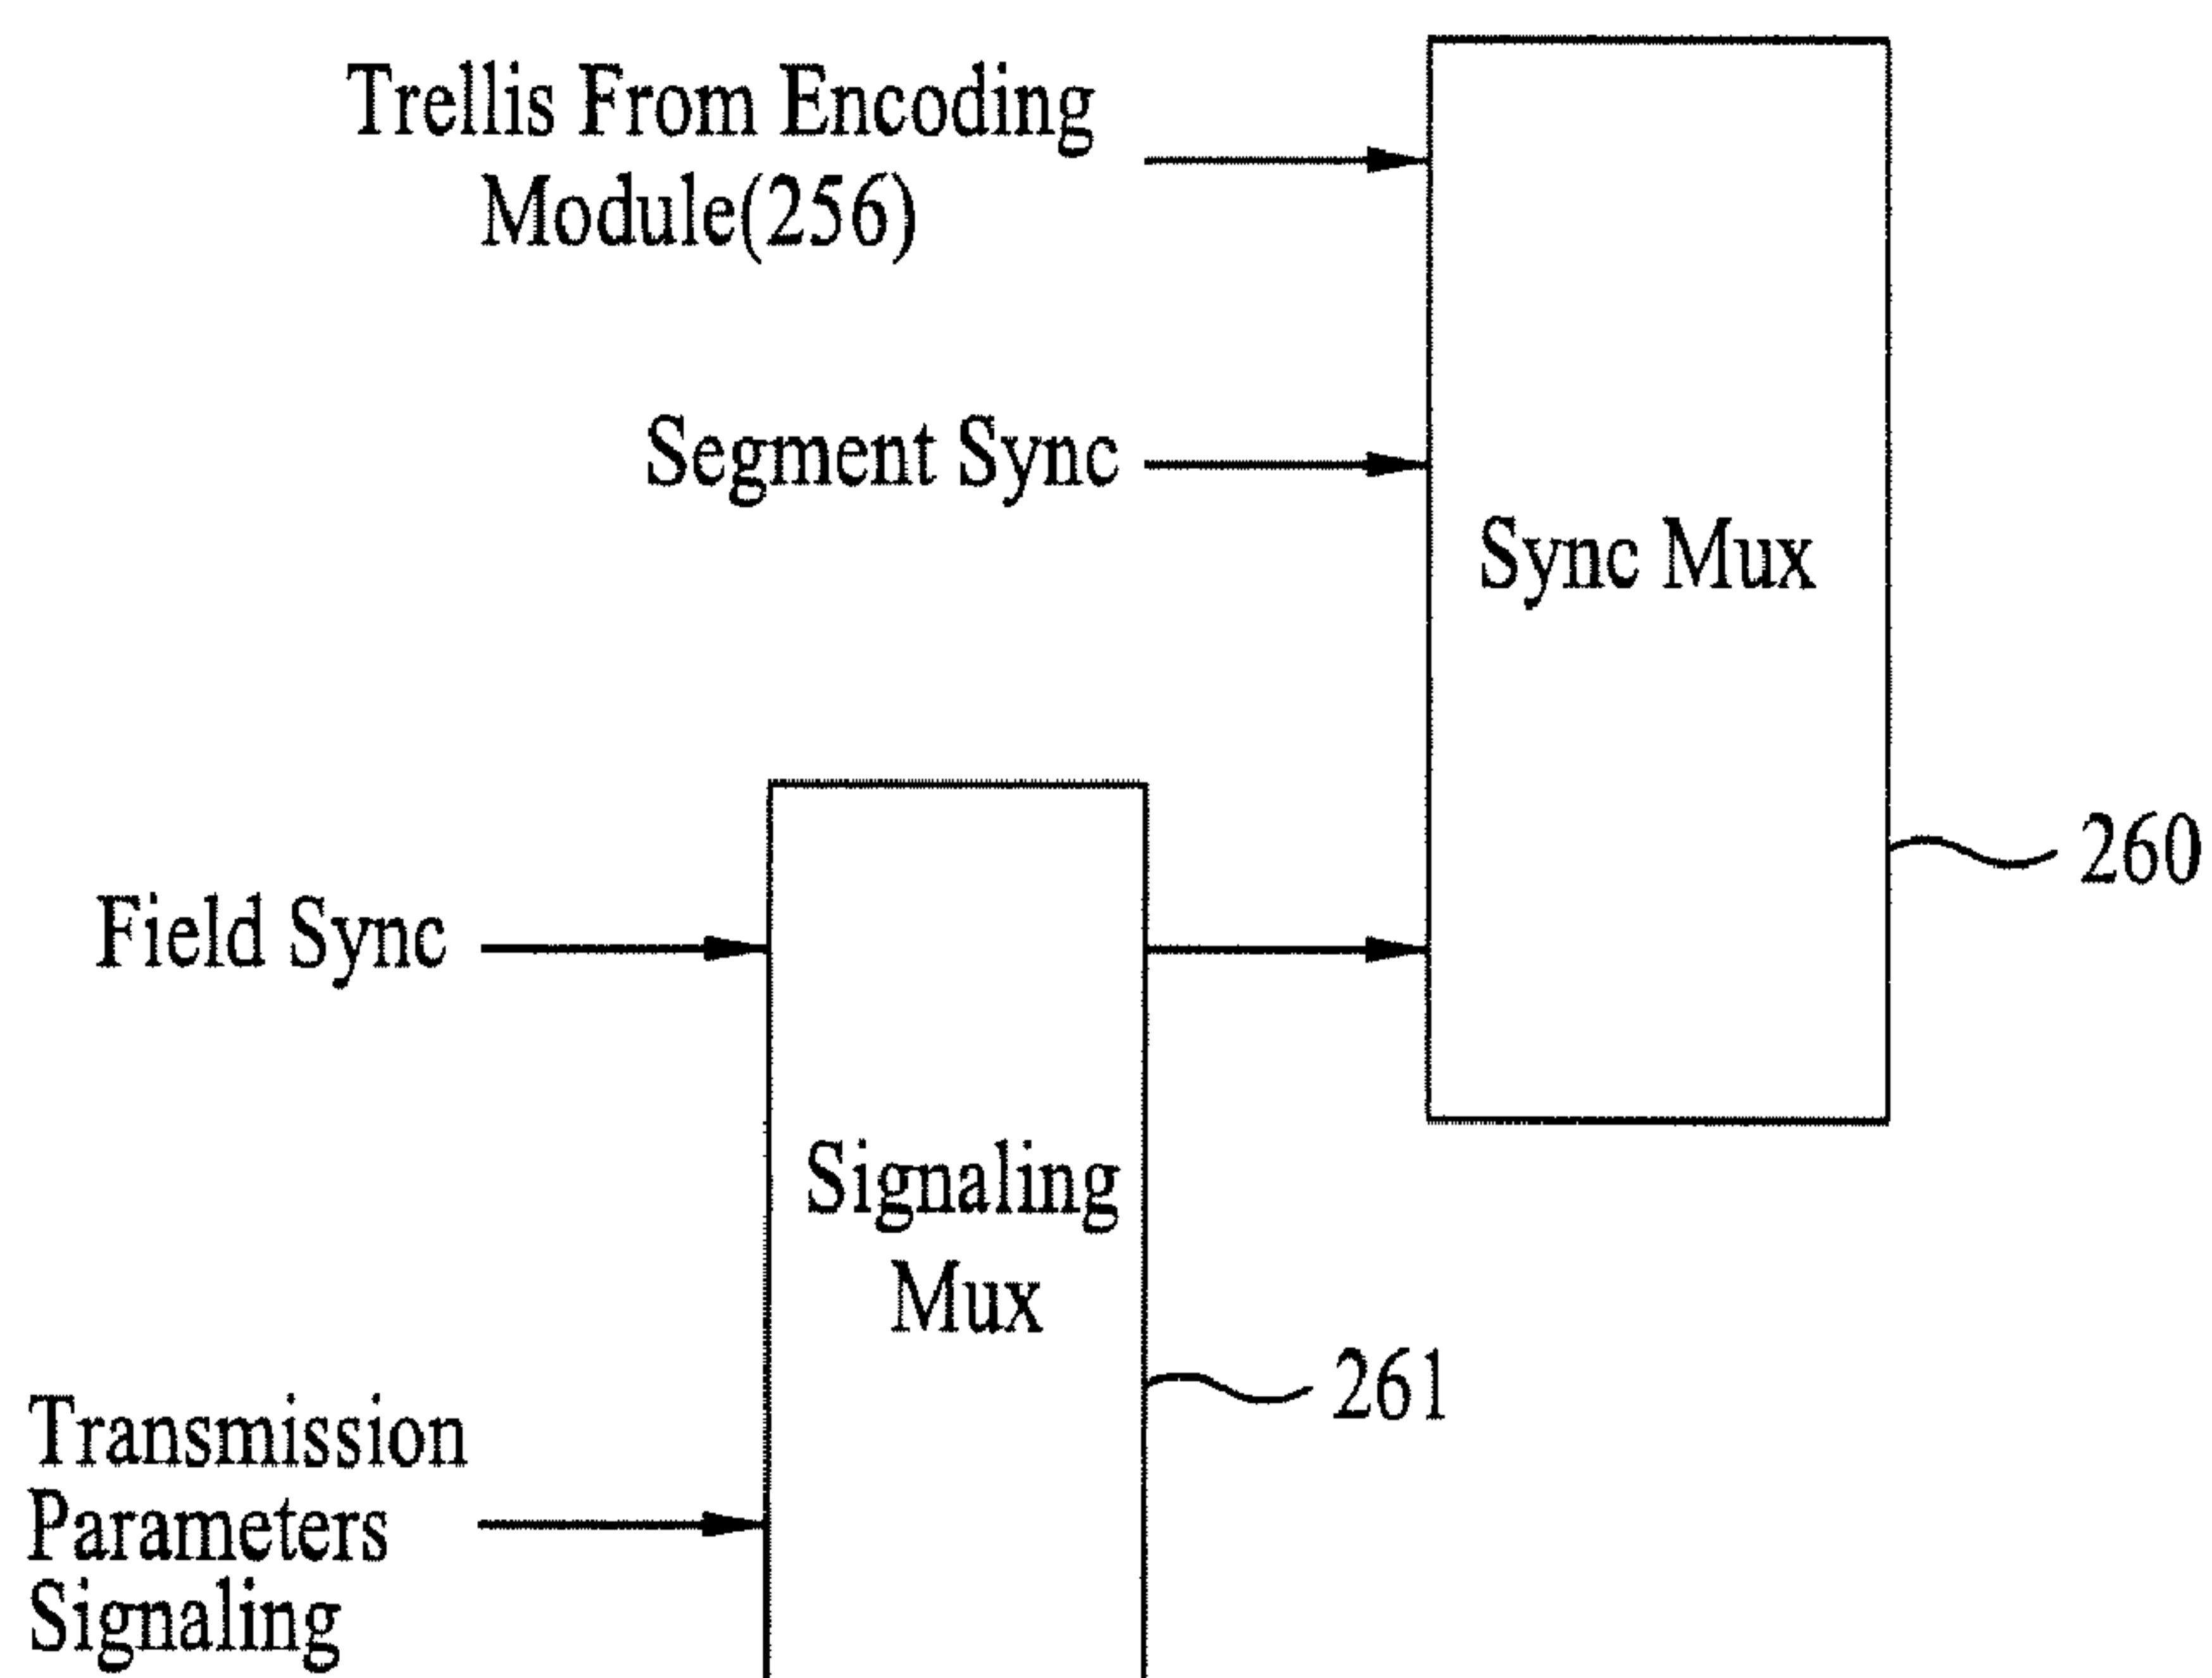 Trellis From Encoding
Module(256)
Segment Sync
Sync Mux
260
Field Sync
Signaling
Mux
261
Transmission
Parameters
Signaling